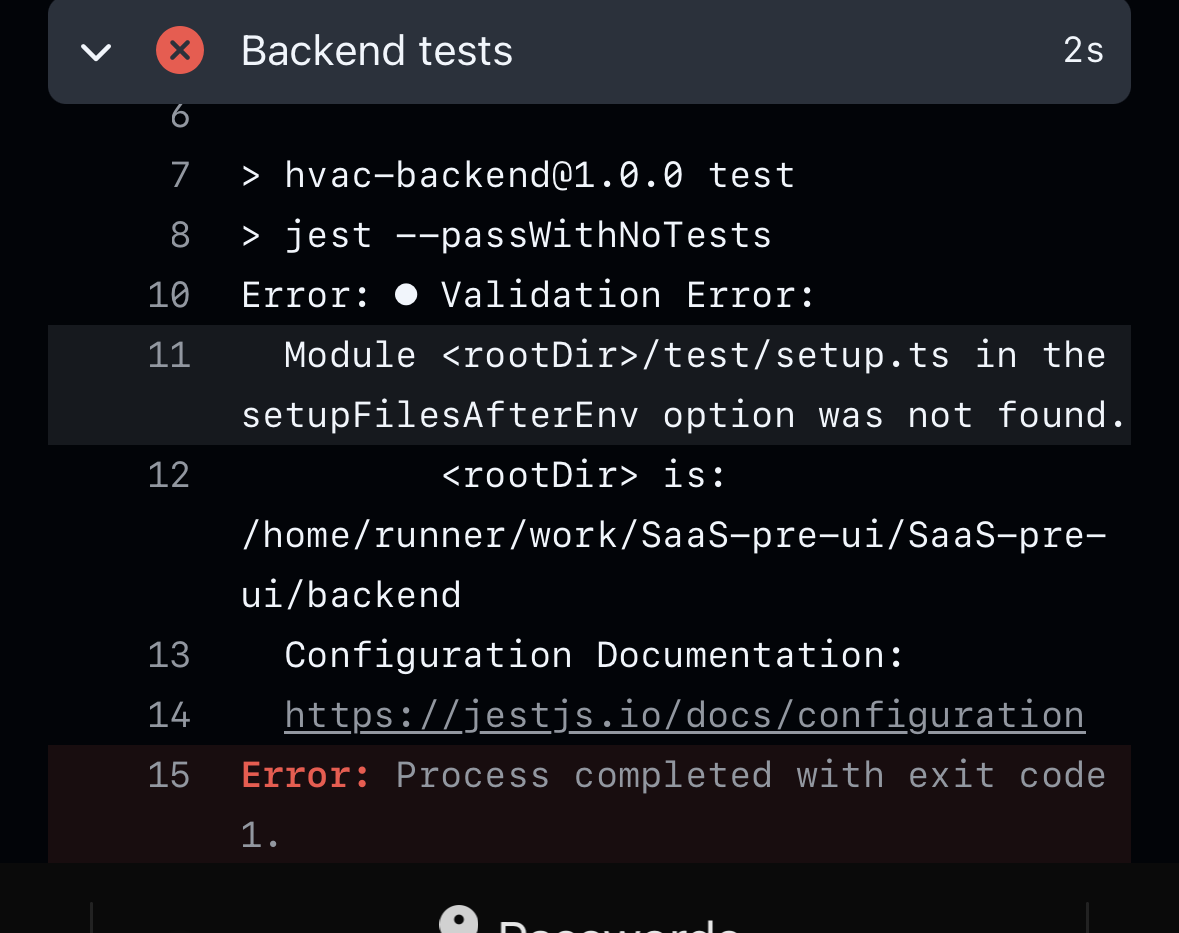 Backend tests 2s
6
7 > hvac-backend@1.0.0 test
8 > jest --passWithNoTests
10 Error: ● Validation Error:
11 Module <rootDir>/test/setup.ts in the
setupFilesAfterEnv option was not found.
12 <rootDir> is:
/home/runner/work/SaaS-pre-ui/SaaS-pre-
ui/backend
13 Configuration Documentation:
14 https://jestjs.io/docs/configuration
15 Error: Process completed with exit code
1.
Passwords